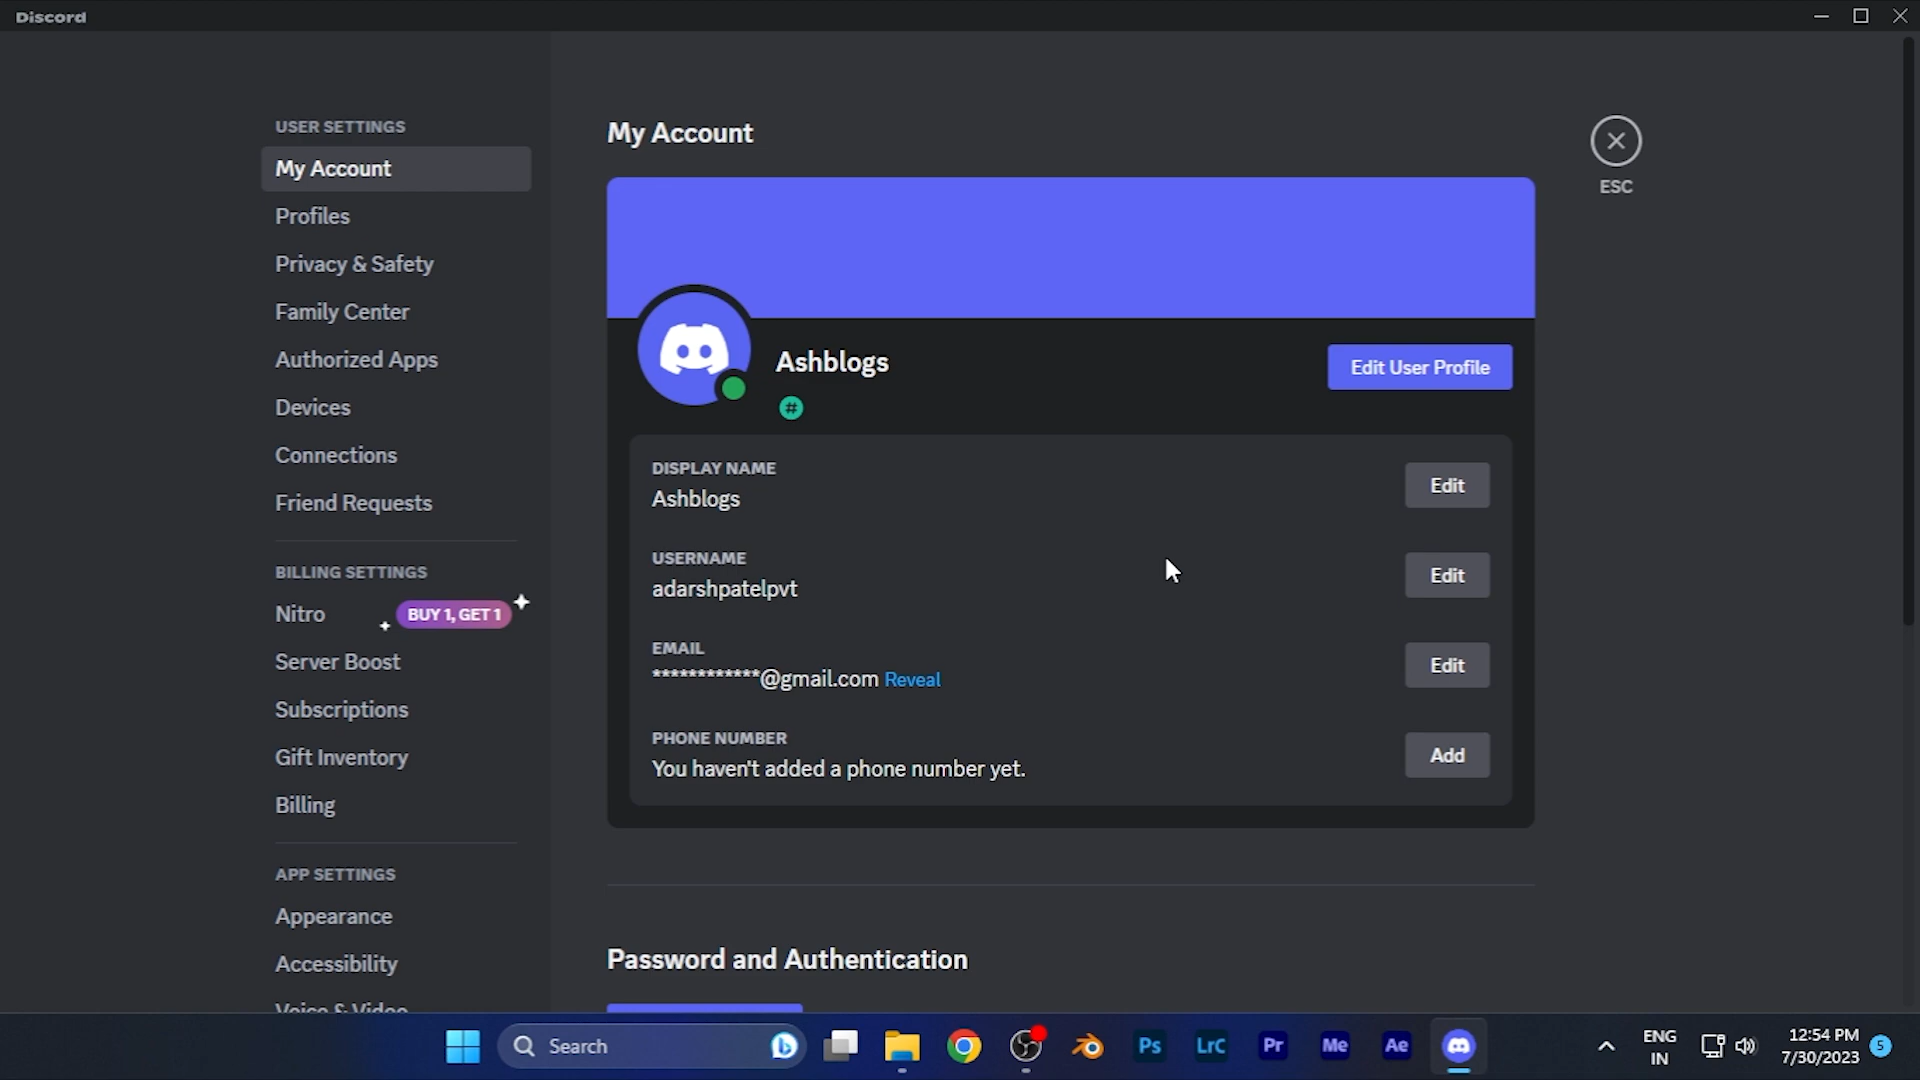 Discord
USER SETTINGS
My Account
Profiles
Privacy & Safety
Family Center
Authorized Apps
Devices
Connections
Friend Requests
BILLING SETTINGS
Nitro BUY 1, GET 1
Server Boost
Subscriptions
Gift Inventory
Billing
APP SETTINGS
Appearance
Accessibility
Voice & Video
My Account
ESC
Ashblogs
Edit User Profile
#
DISPLAY NAME
Ashblogs
Edit
USERNAME
adarshpatelpvt
Edit
EMAIL
************@gmail.com Reveal
Edit
PHONE NUMBER
You haven't added a phone number yet.
Add
Password and Authentication
Search
Ps
LrC
Pr
Me
Ae
ENG
IN
12:54 PM
7/30/2023
5